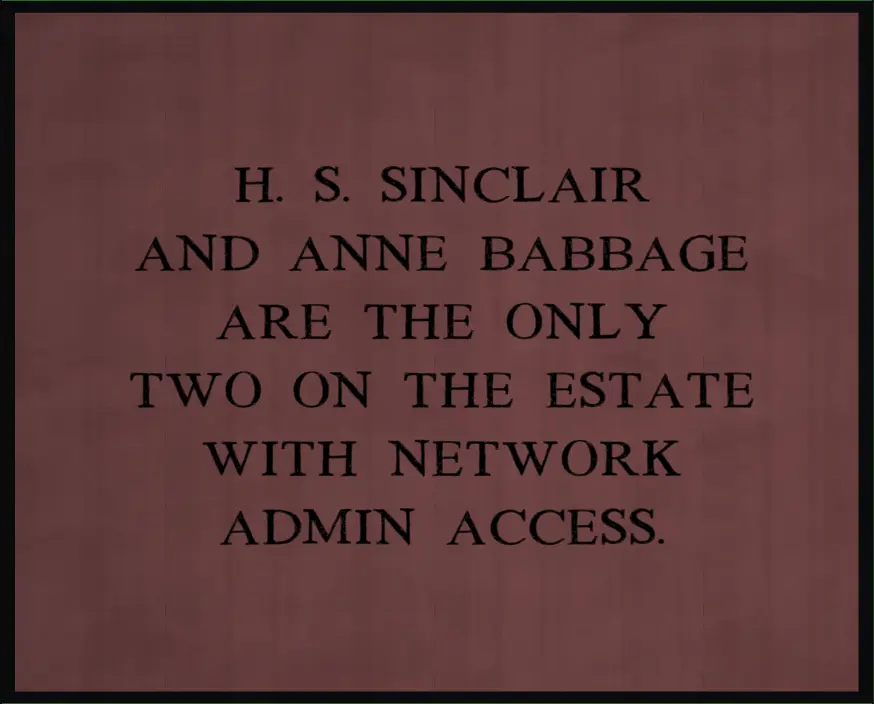 H. S. SINCLAIR
AND ANNE BABBAGE
ARE THE ONLY
TWO ON THE ESTATE
WITH NETWORK
ADMIN ACCESS.